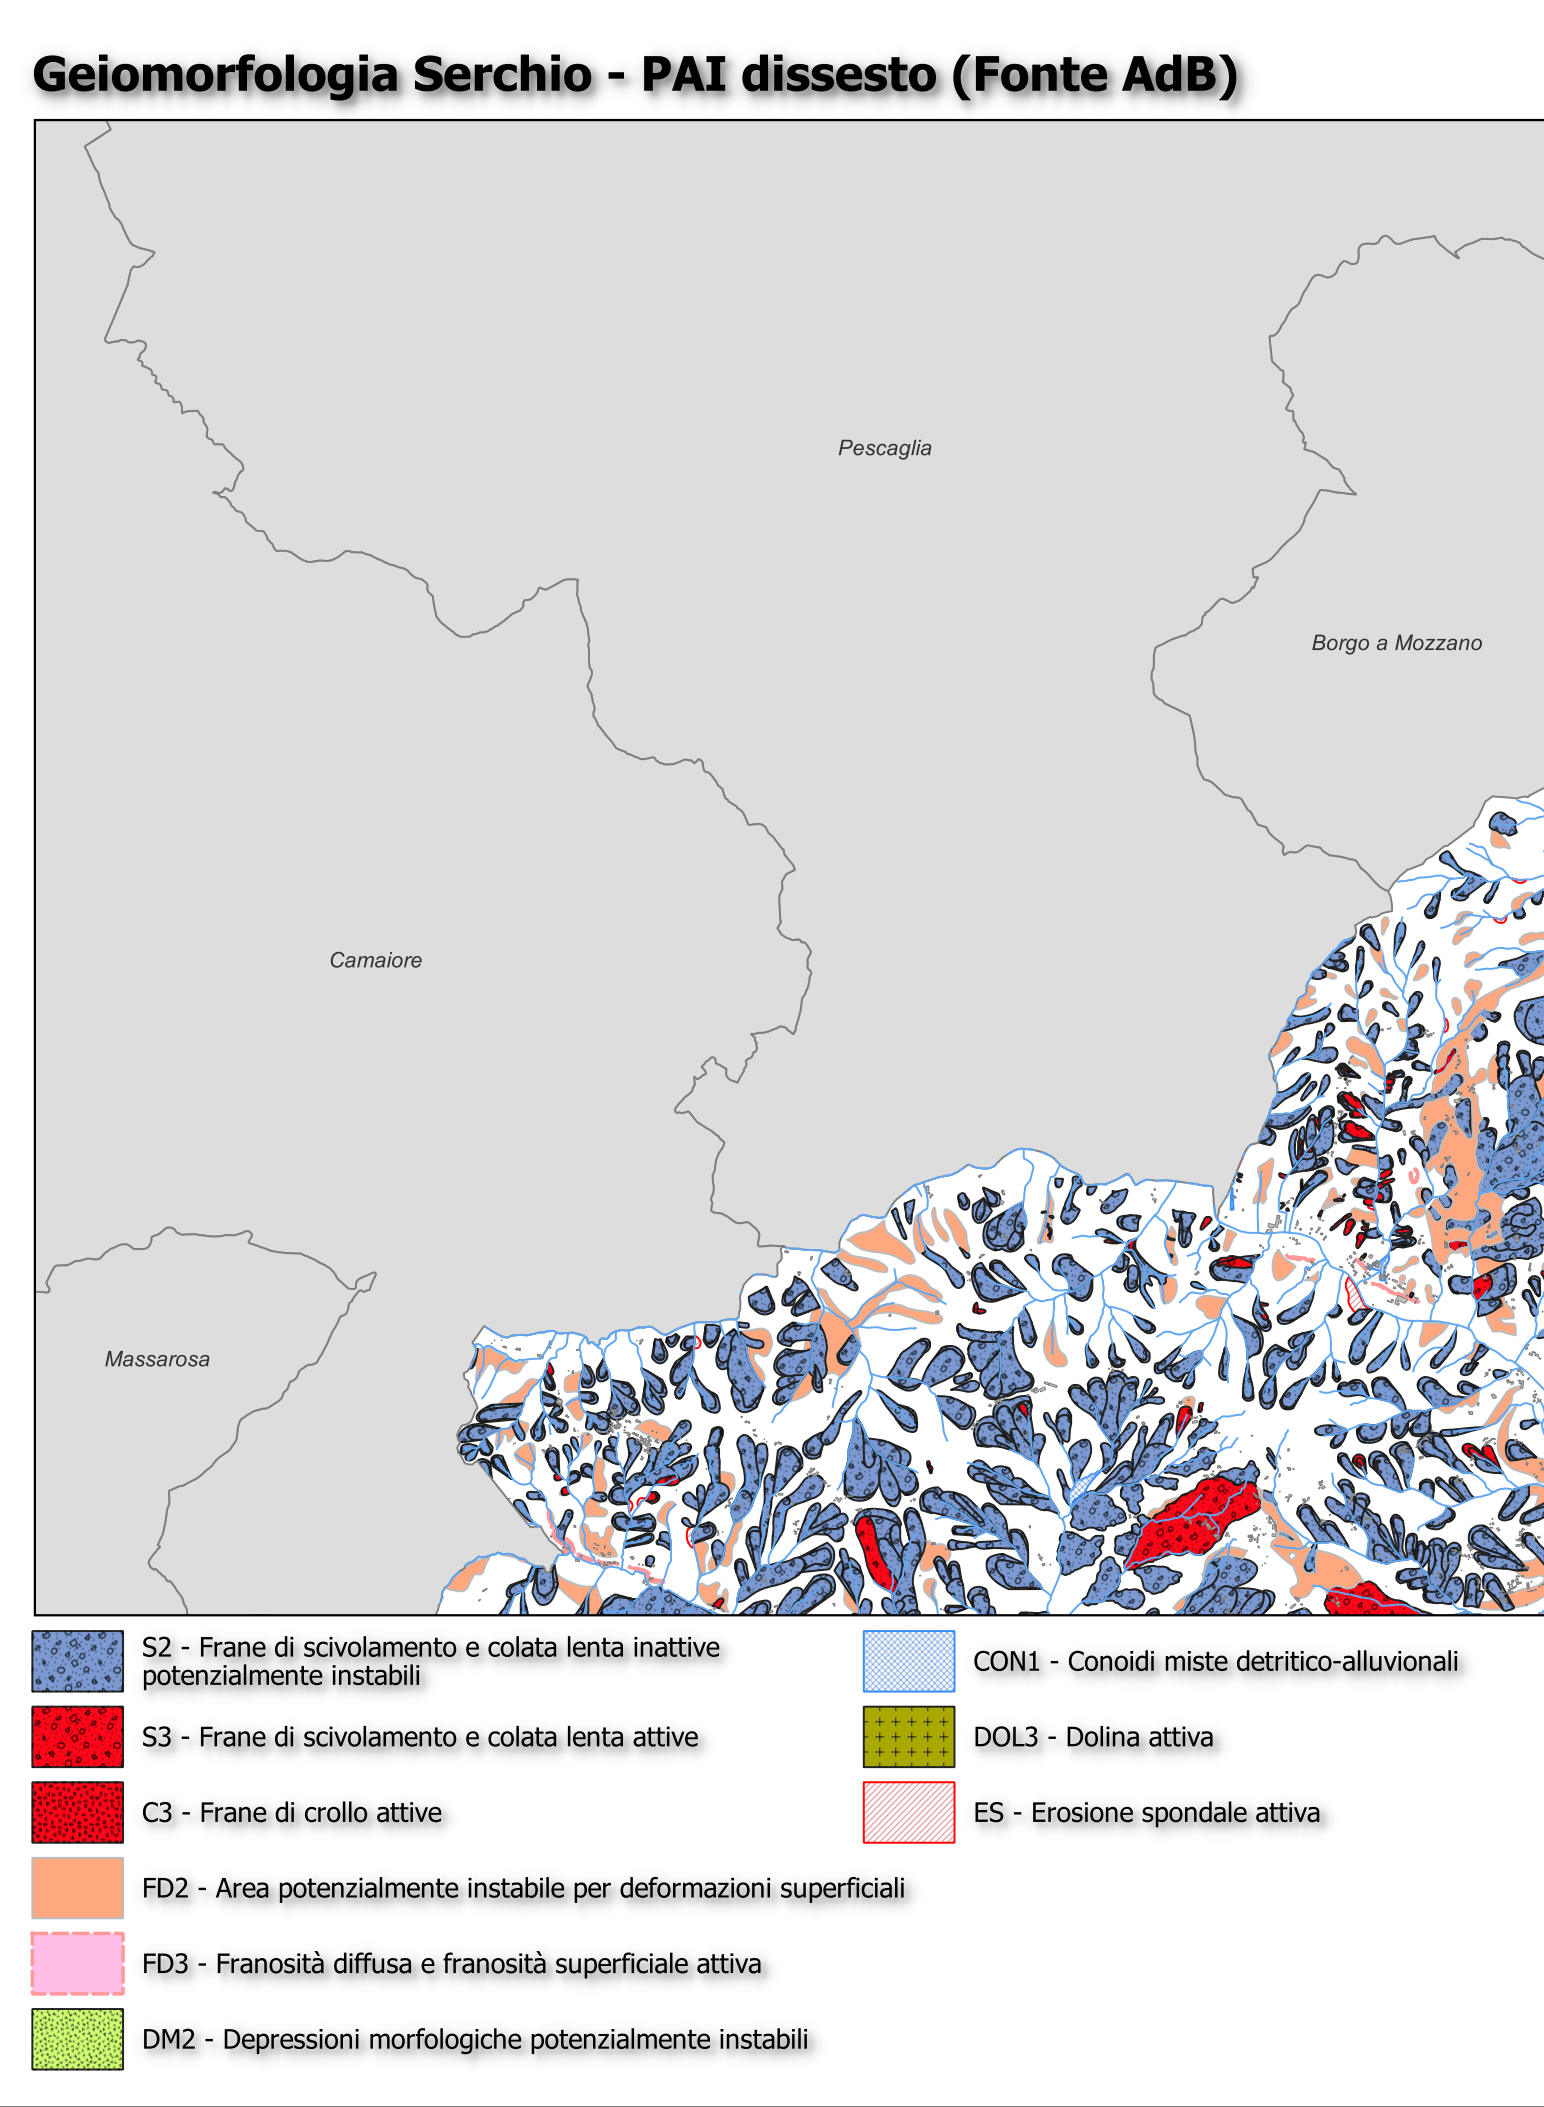 Geiomorfologia Serchio - PAI dissesto (Fonte AdB)
Pescaglia
Borgo a Mozzano
Camaiore
Massarosa
S2 - Frane di scivolamento e colata lenta inattive
potenzialmente instabili
S3 - Frane di scivolamento e colata lenta attive
C3 - Frane di crollo attive
FD2 - Area potenzialmente instabile per deformazioni superficiali
FD3 - Franosità diffusa e franosità superficiale attiva
DM2 - Depressioni morfologiche potenzialmente instabili
CON1 - Conoidi miste detritico-alluvionali
DOL3 - Dolina attiva
ES - Erosione spondale attiva